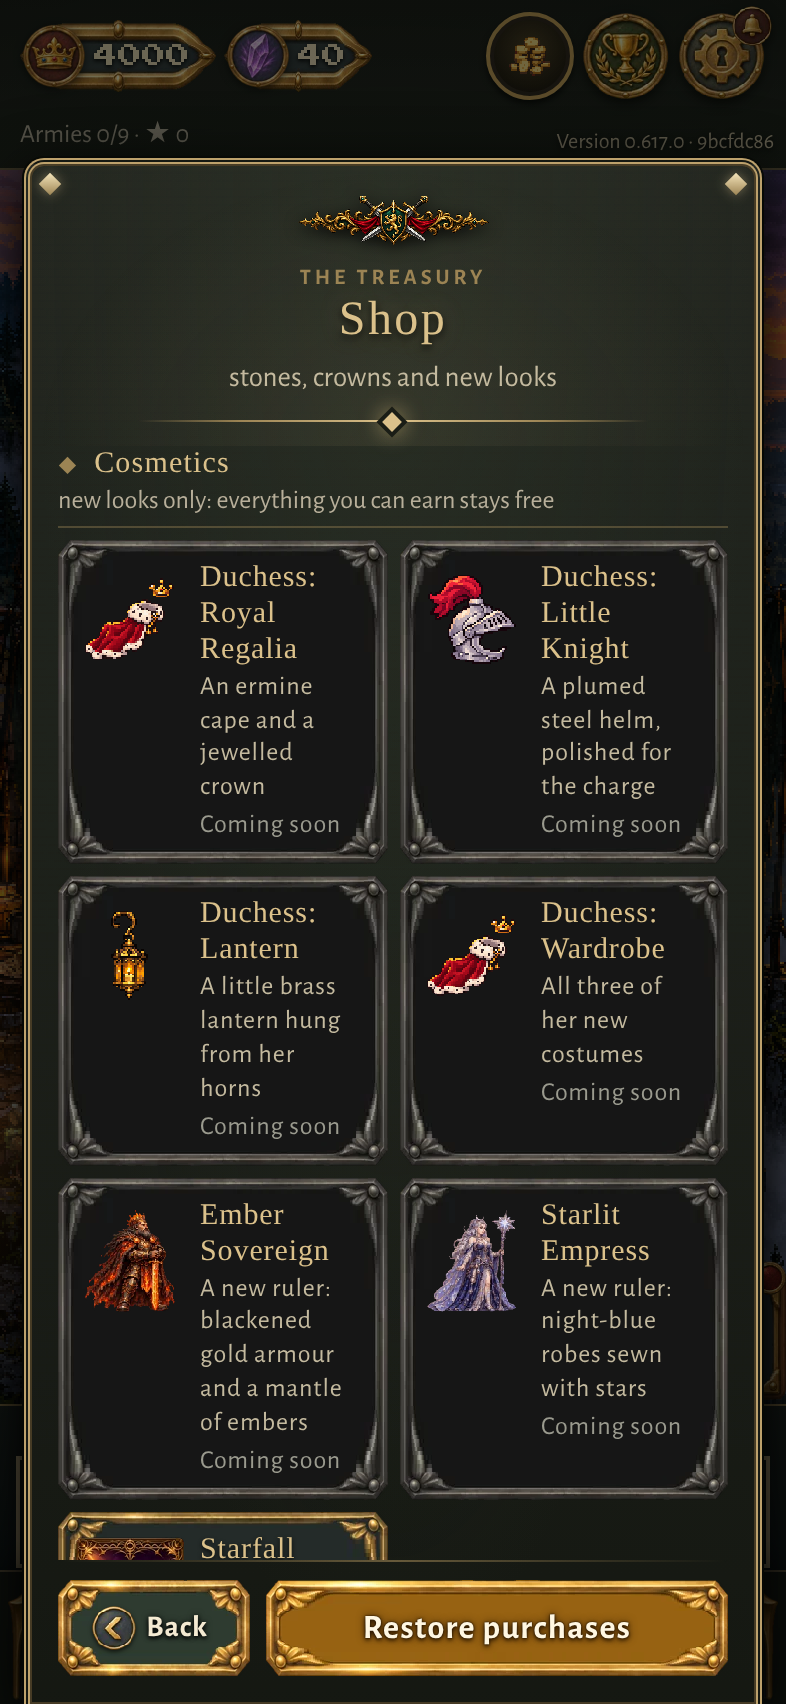 4000
40
Armies 0/9 · ★ 0
Version 0.617.0 · 9bcfdc86
THE TREASURY
Shop
stones, crowns and new looks
Cosmetics
new looks only: everything you can earn stays free
Duchess:
Royal
Regalia
An ermine
cape and a
jewelled
crown
Coming soon
Duchess:
Little
Knight
A plumed
steel helm,
polished for
the charge
Coming soon
Duchess:
Lantern
A little brass
lantern hung
from her
horns
Coming soon
Duchess:
Wardrobe
All three of
her new
costumes
Coming soon
Ember
Sovereign
A new ruler:
blackened
gold armour
and a mantle
of embers
Coming soon
Starlit
Empress
A new ruler:
night-blue
robes sewn
with stars
Coming soon
Starfall
Back
Restore purchases